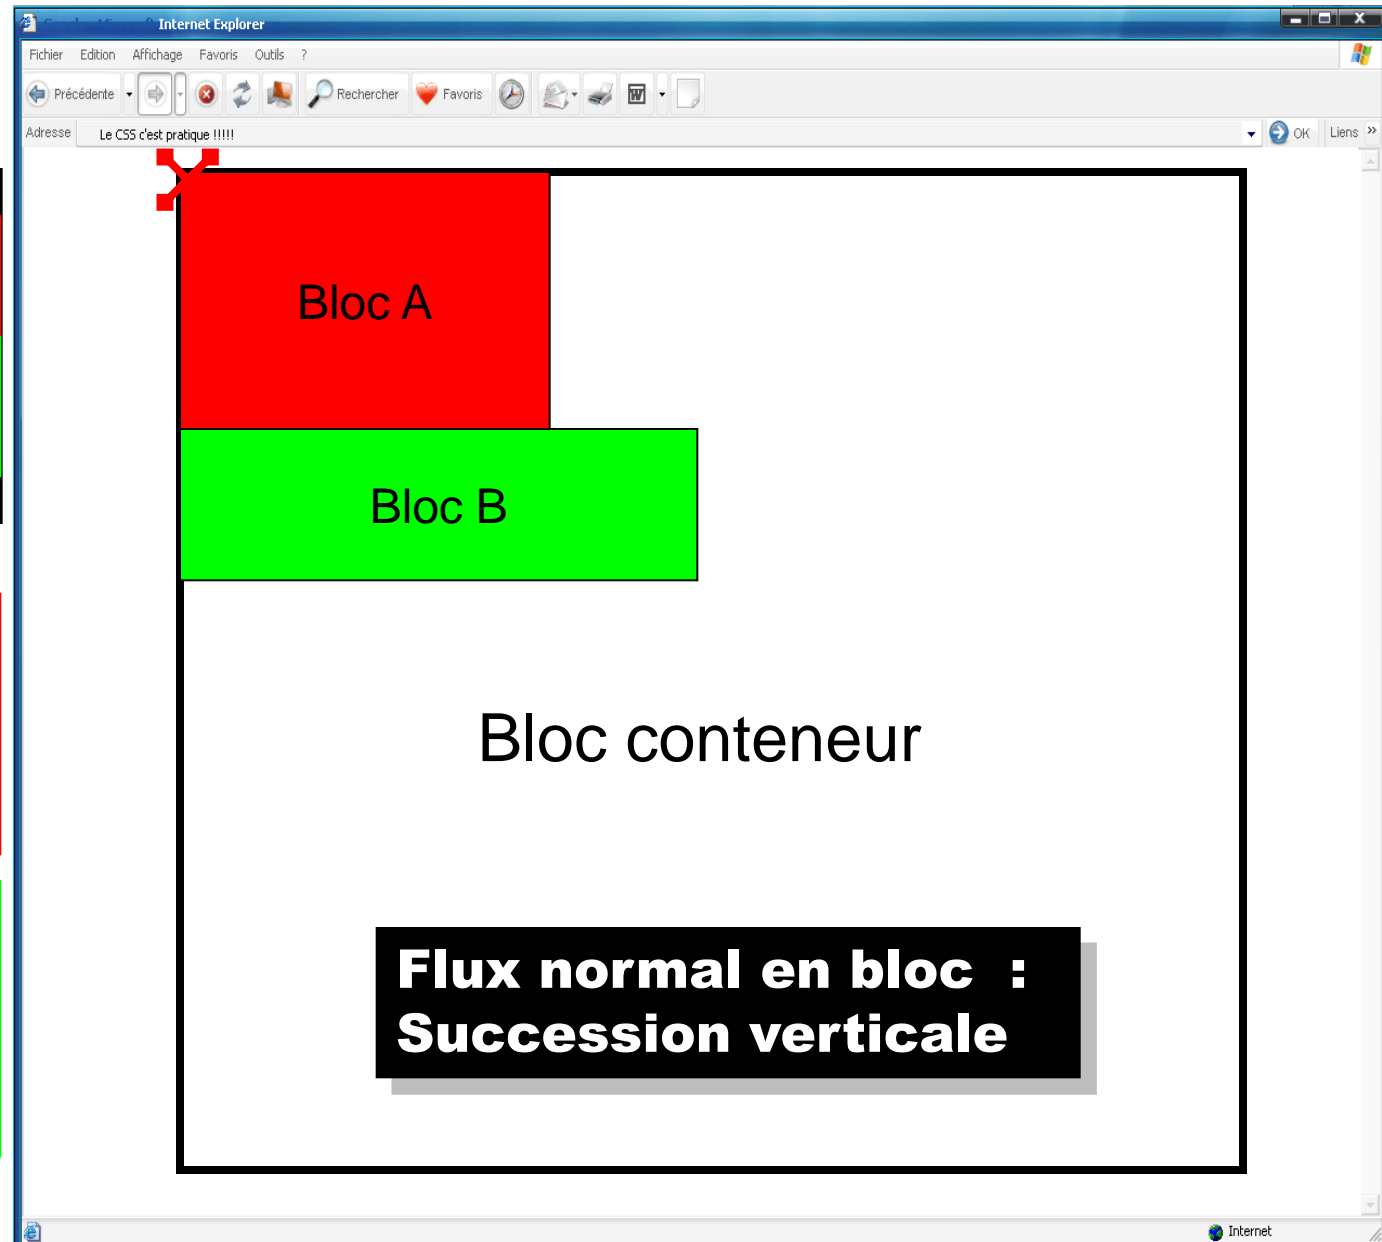 Internet Explorer
Fichier Edition Affichage Favoris Outils ?
Précédente Rechercher Favoris
Adresse Le CSS c'est pratique !!!!! OK Liens »
Bloc A
Bloc B
Bloc conteneur
Flux normal en bloc :
Succession verticale
Internet